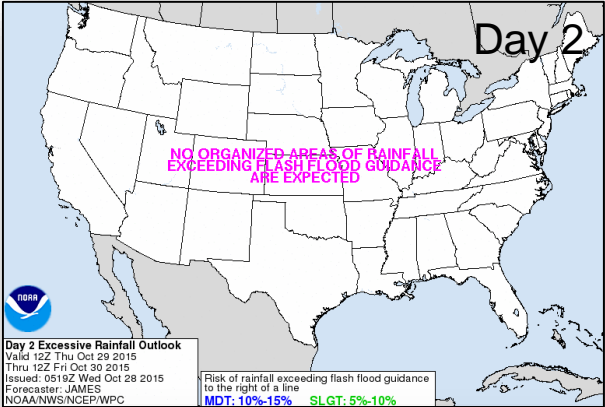 Day 2
NO ORGANIZED AREAS OF RAINFALL
EXCEEDING FLASH FLOOD GUIDANCE
ARE EXPECTED
NOAA
Day 2 Excessive Rainfall Outlook
Valid 12Z Thu Oct 29 2015
Thru 12Z Fri Oct 30 2015
Issued: 0519Z Wed Oct 28 2015
Forecaster: JAMES
NOAA/NWS/NCEP/WPC
Risk of rainfall exceeding flash flood guidance
to the right of a line
MDT: 10%-15% SLGT: 5%-10%